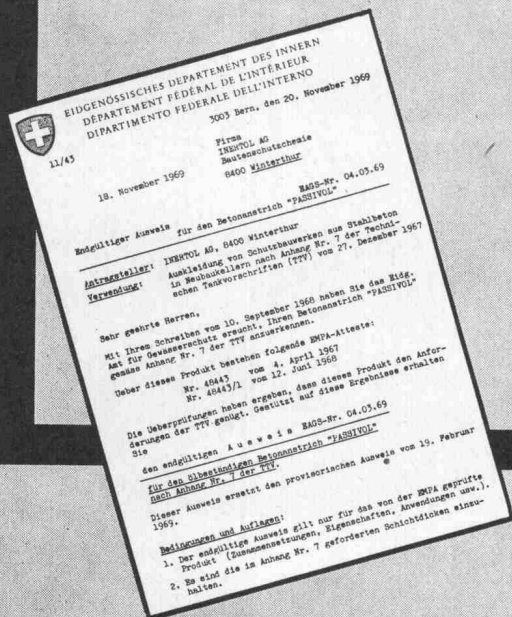 EIDGENÖSSISCHES DEPARTEMENT DES INNERN
DÉPARTEMENT FÉDÉRAL DE L'INTÉRIEUR
DIPARTIMENTO FEDERALE DELL'INTERNO
11/43
3003 Bern, den 20. November 1969
Firma
INERTOL AG
Bautenschutzchemie
8400 Winterthur
18. November 1969
EAGS-Nr. 04.03.69
Endgültiger Ausweis für den Betonanstrich "PASSIVOL"
Antragsteller: INERTOL AG, 8400 Winterthur
Verwendung: Auskleidung von Schutzbauwerken aus Stahlbeton
in Neubaukellern nach Anhang Nr. 7 der Techni-
schen Tankvorschriften (TTV) vom 27. Dezember 1967
Sehr geehrte Herren,
Mit Ihrem Schreiben vom 10. September 1968 haben Sie das Eidg.
Amt für Gewässerschutz ersucht, Ihren Betonanstrich "PASSIVOL"
gemäss Anhang Nr. 7 der TTV anzuerkennen.
Ueber dieses Produkt bestehen folgende EMPA-Atteste:
Nr. 48443 vom 4. April 1967
Nr. 48443/1 vom 12. Juni 1968
Die Ueberprüfungen haben ergeben, dass dieses Produkt den Anfor-
derungen der TTV genügt. Gestützt auf diese Ergebnisse erhalten
Sie
den endgültigen A u s w e i s EAGS-Nr. 04.03.69
für den ölbeständigen Betonanstrich "PASSIVOL"
nach Anhang Nr. 7 der TTV.
Dieser Ausweis ersetzt den provisorischen Ausweis vom 19. Februar
1969.
Bedingungen und Auflagen:
1. Der endgültige Ausweis gilt nur für das von der EMPA geprüfte
Produkt (Zusammensetzungen, Eigenschaften, Anwendungen usw.).
2. Es sind die im Anhang Nr. 7 geforderten Schichtdicken einzu-
halten.